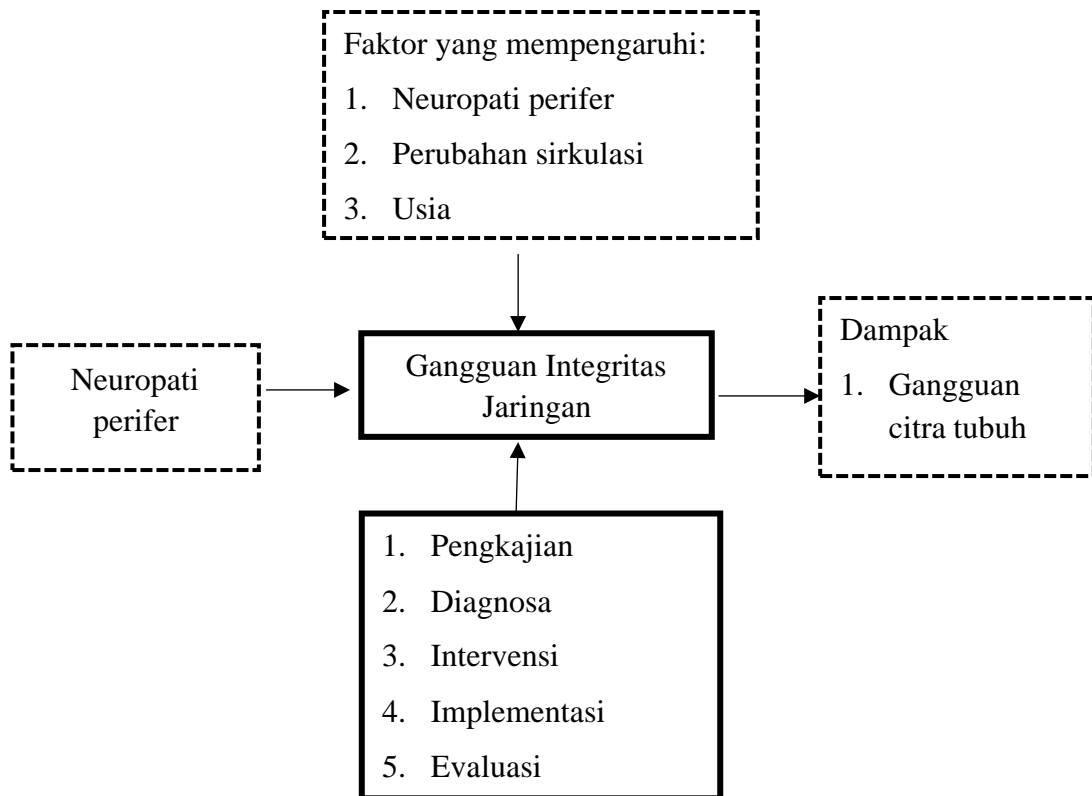 Faktor yang mempengaruhi:
1. Neuropati perifer
2. Perubahan sirkulasi
3. Usia
Neuropati
perifer
Gangguan Integritas
Jaringan
Dampak
1. Gangguan
citra tubuh
1. Pengkajian
2. Diagnosa
3. Intervensi
4. Implementasi
5. Evaluasi